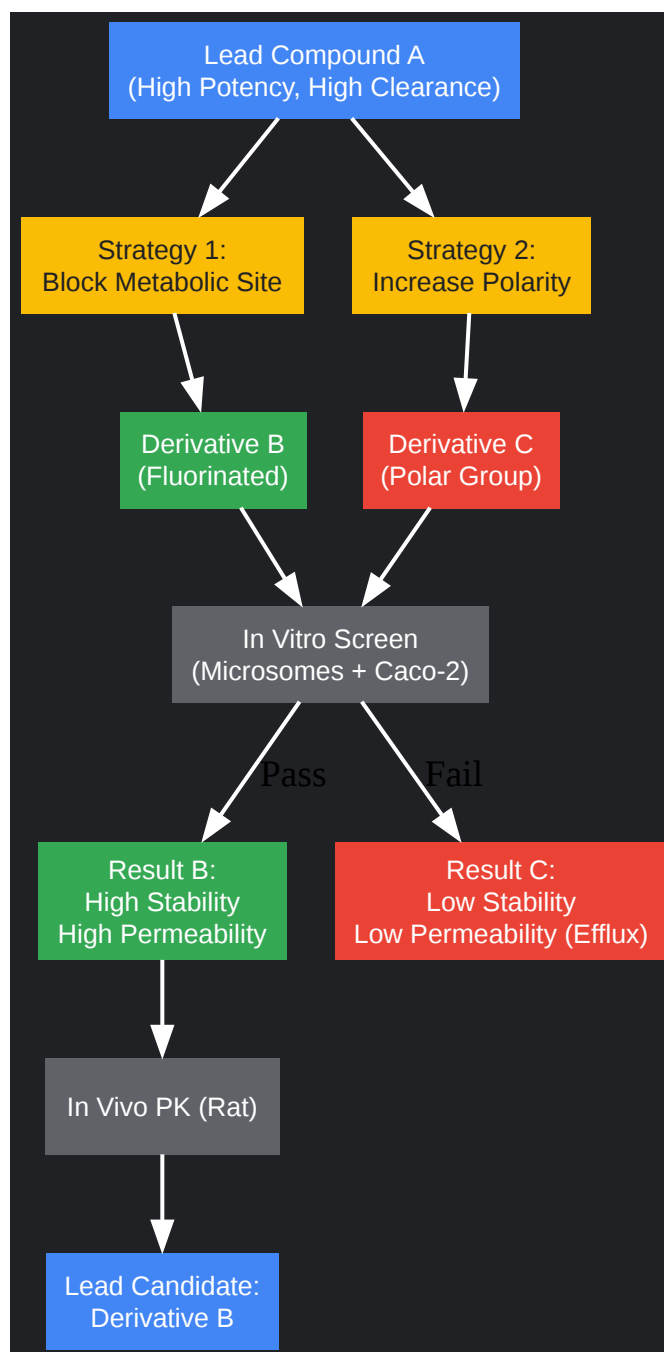 Lead Compound A
(High Potency, High Clearance)
Strategy 1:
Block Metabolic Site
Strategy 2:
Increase Polarity
Derivative B
(Fluorinated)
Derivative C
(Polar Group)
In Vitro Screen
(Microsomes + Caco-2)
Pass
Fail
Result B:
High Stability
High Permeability
Result C:
Low Stability
Low Permeability (Efflux)
In Vivo PK (Rat)
Lead Candidate:
Derivative B